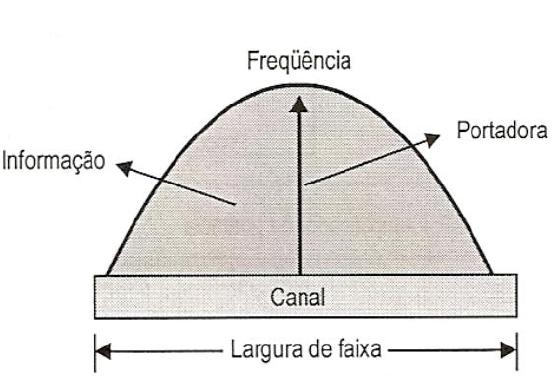 Freqüência
Portadora
Informação
Canal
Largura de faixa